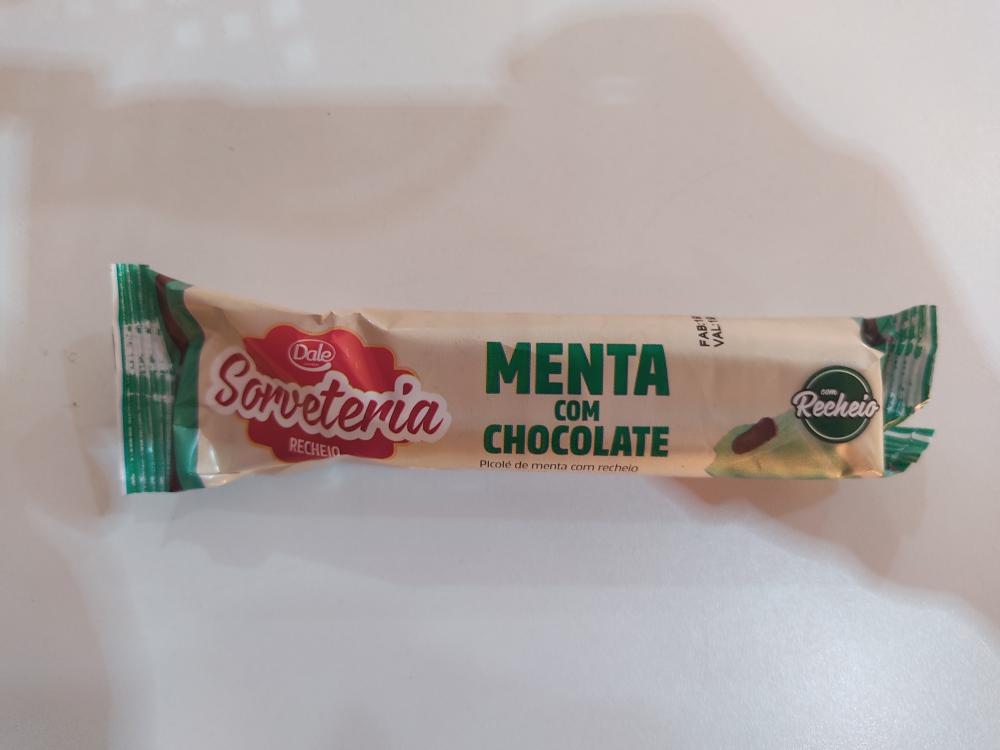 Dale
Sorveteria
RECHEIO
MENTA
COM
CHOCOLATE
Picolé de menta com recheio
FAB:
VAL:
com
Recheio